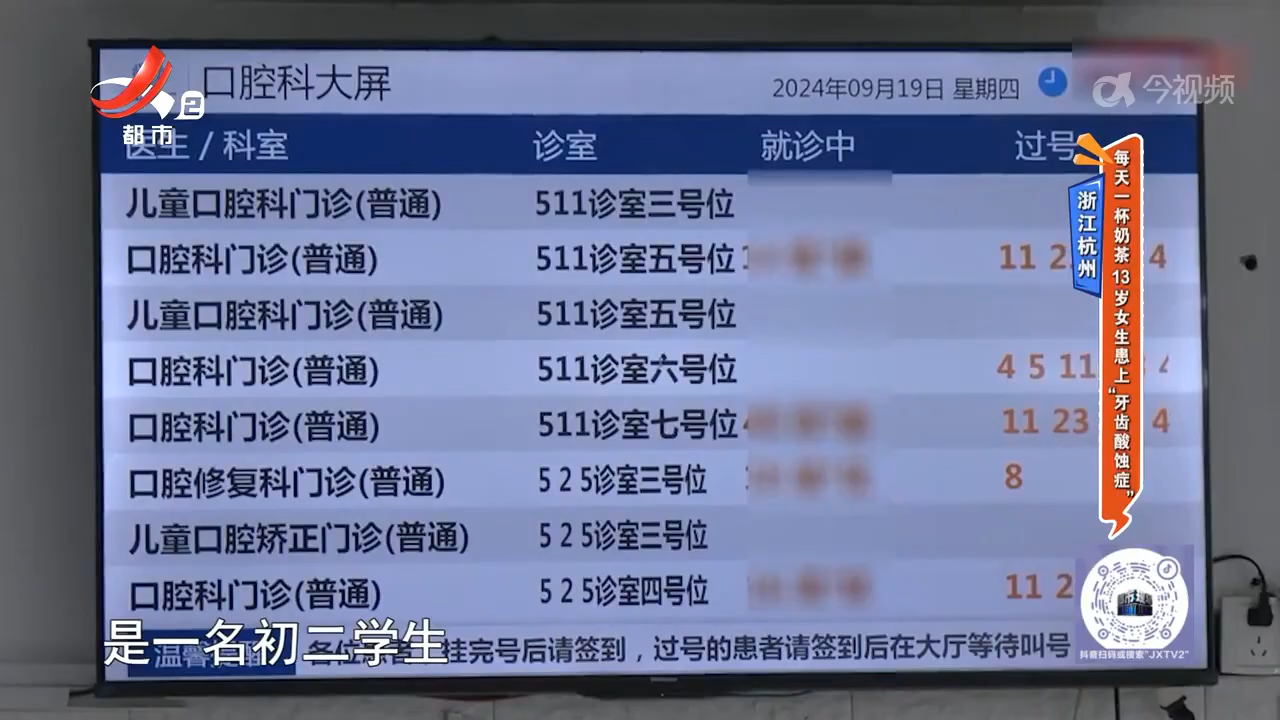 口腔科大屏
2024年09月19日 星期四
今视频
2
都市
医生 / 科室 诊室 就诊中 过号
儿童口腔科门诊(普通) 511诊室三号位
口腔科门诊(普通) 511诊室五号位 11 2 4
儿童口腔科门诊(普通) 511诊室五号位
口腔科门诊(普通) 511诊室六号位 4 5 11
口腔科门诊(普通) 511诊室七号位 11 23 4
口腔修复科门诊(普通) 5 2 5诊室三号位 8
儿童口腔矫正门诊(普通) 5 2 5诊室三号位
口腔科门诊(普通) 5 2 5诊室四号位 11 2
温馨 挂完号后请签到，过号的患者请签到后在大厅等待叫号
是一名初二学生
浙江杭州
每天一杯奶茶 13岁女生患上“牙齿酸蚀症”
抖音扫码或搜索“JXTV2”